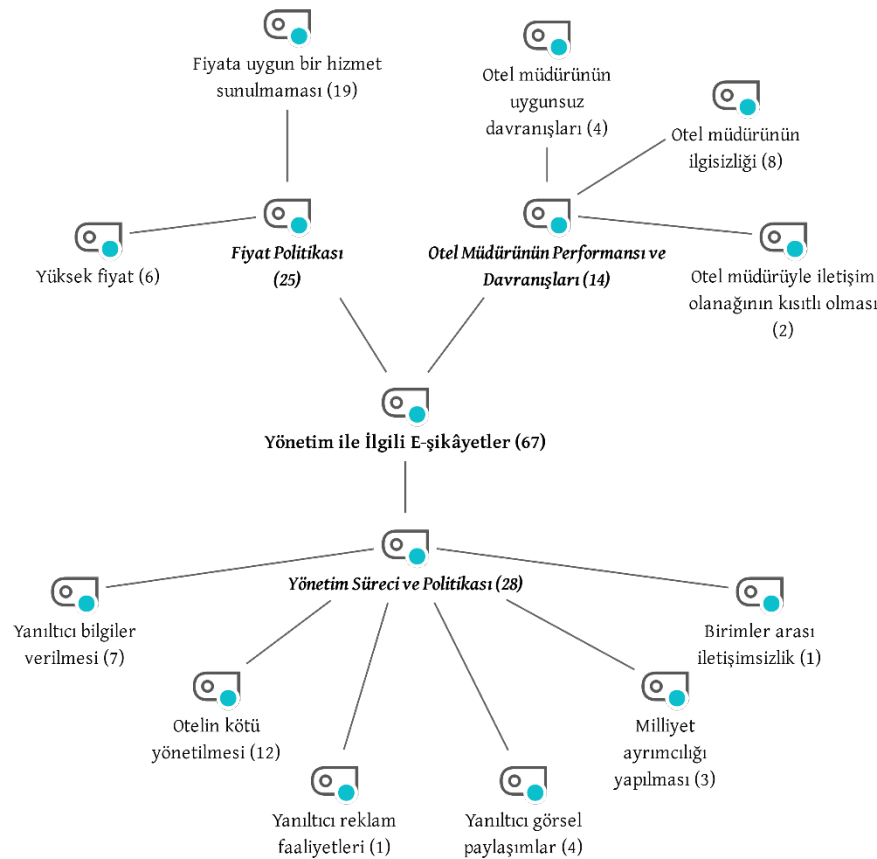 Fiyata uygun bir hizmet
sunulmaması (19)
Otel müdürünün
uygunsuz
davranışları (4)
Otel müdürünün
ilgisizliği (8)
Yüksek fiyat (6)
Fiyat Politikası
(25)
Otel Müdürünün Performansı ve
Davranışları (14)
Otel müdürüyle iletişim
olanağının kısıtlı olması
(2)
Yönetim ile İlgili E-şikâyetler (67)
Yönetim Süreci ve Politikası (28)
Yanıltıcı bilgiler
verilmesi (7)
Birimler arası
iletişimsizlik (1)
Otelin kötü
yönetilmesi (12)
Milliyet
ayrımcılığı
yapılması (3)
Yanıltıcı reklam
faaliyetleri (1)
Yanıltıcı görsel
paylaşımlar (4)